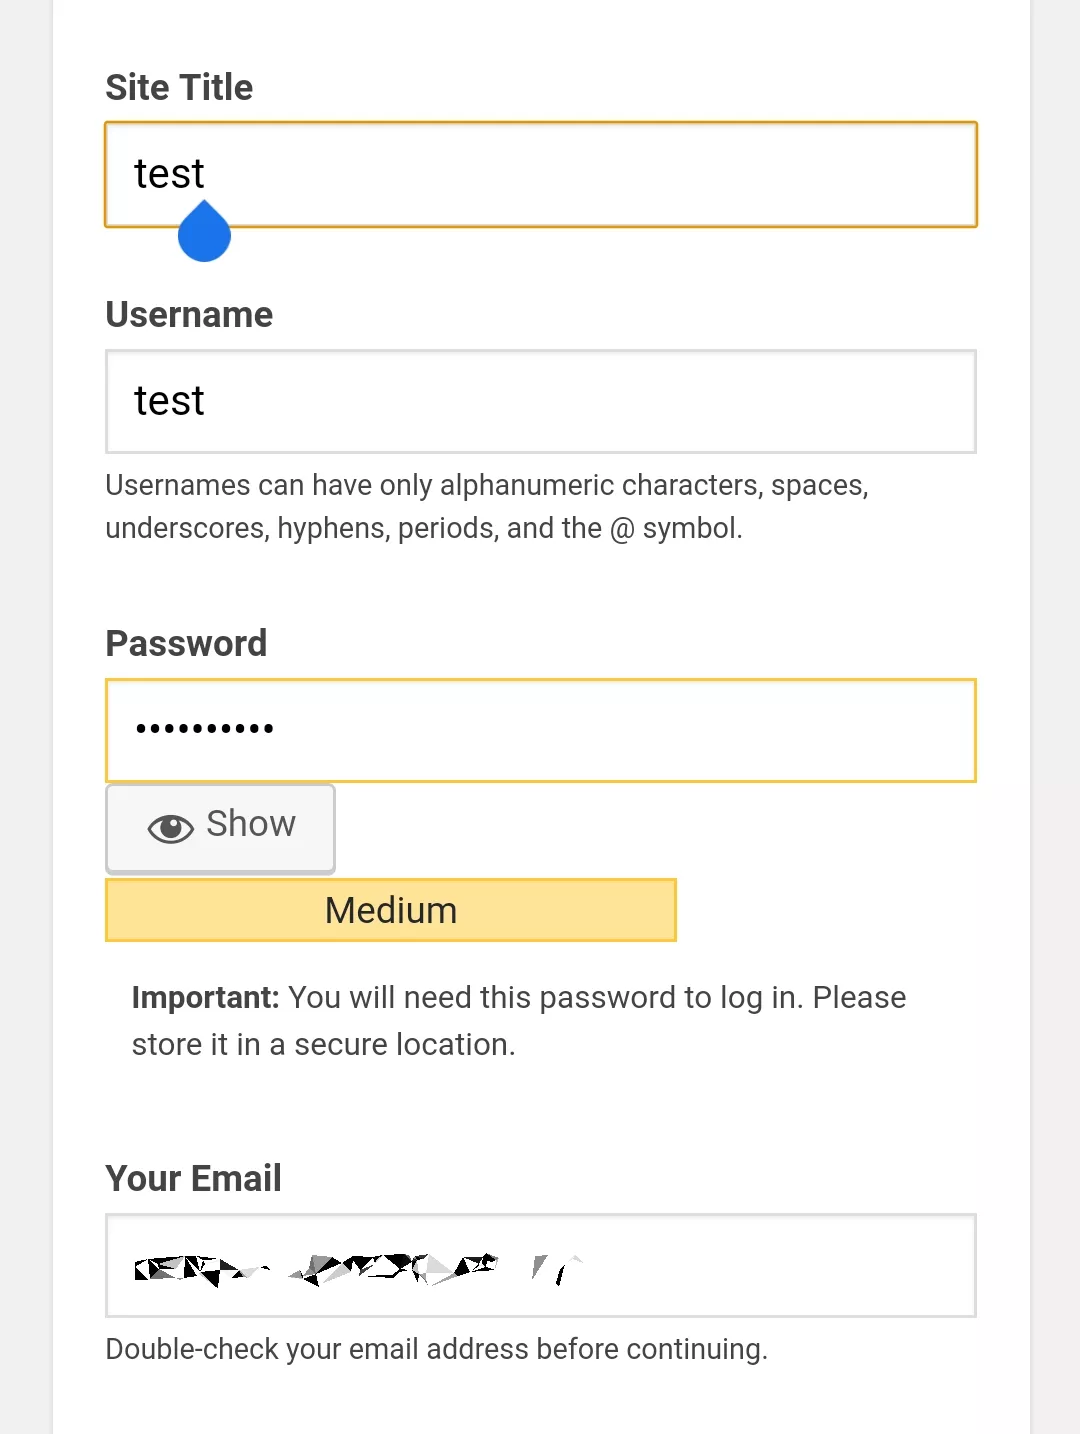 Site Title
test
Username
test
Usernames can have only alphanumeric characters, spaces,
underscores, hyphens, periods, and the @ symbol.
Password
••••••••••
Show
Medium
Important: You will need this password to log in. Please
store it in a secure location.
Your Email
Double-check your email address before continuing.